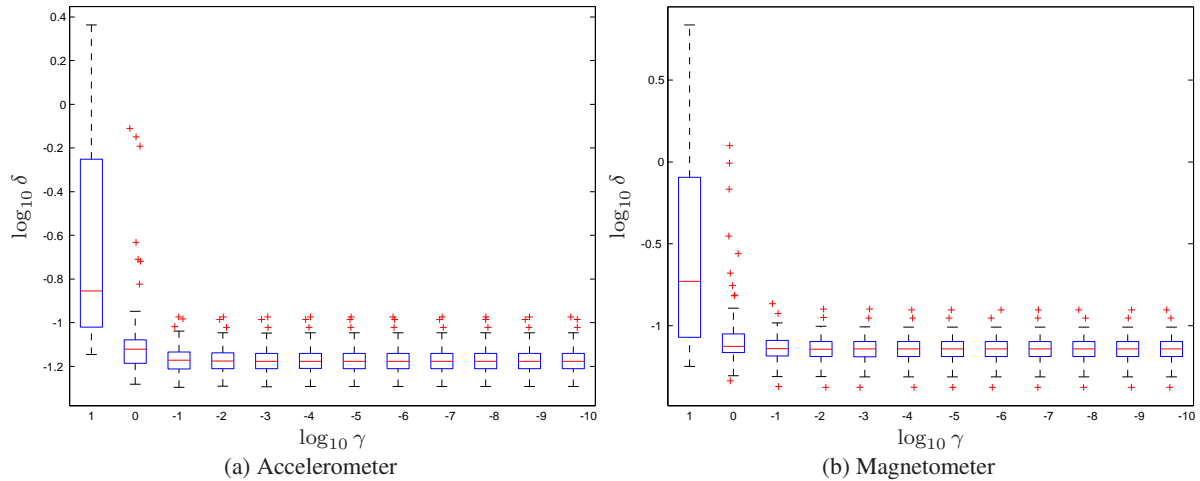 0.4
0.2
0
-0.2
-0.4
-0.6
-0.8
-1
-1.2
log10 δ
1 0 -1 -2 -3 -4 -5 -6 -7 -8 -9 -10
log10 γ
(a) Accelerometer
0.5
0
-0.5
-1
log10 δ
1 0 -1 -2 -3 -4 -5 -6 -7 -8 -9 -10
log10 γ
(b) Magnetometer